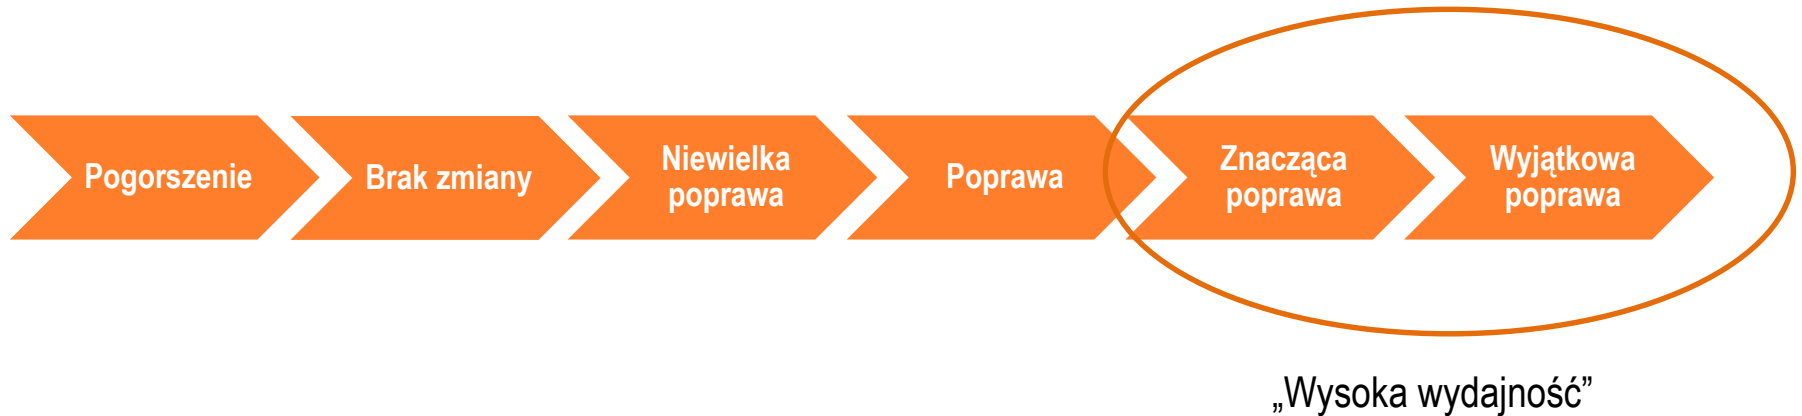 Pogorszenie
Brak zmiany
Niewielka
poprawa
Poprawa
Znacząca
poprawa
Wyjątkowa
poprawa
„Wysoka wydajność”